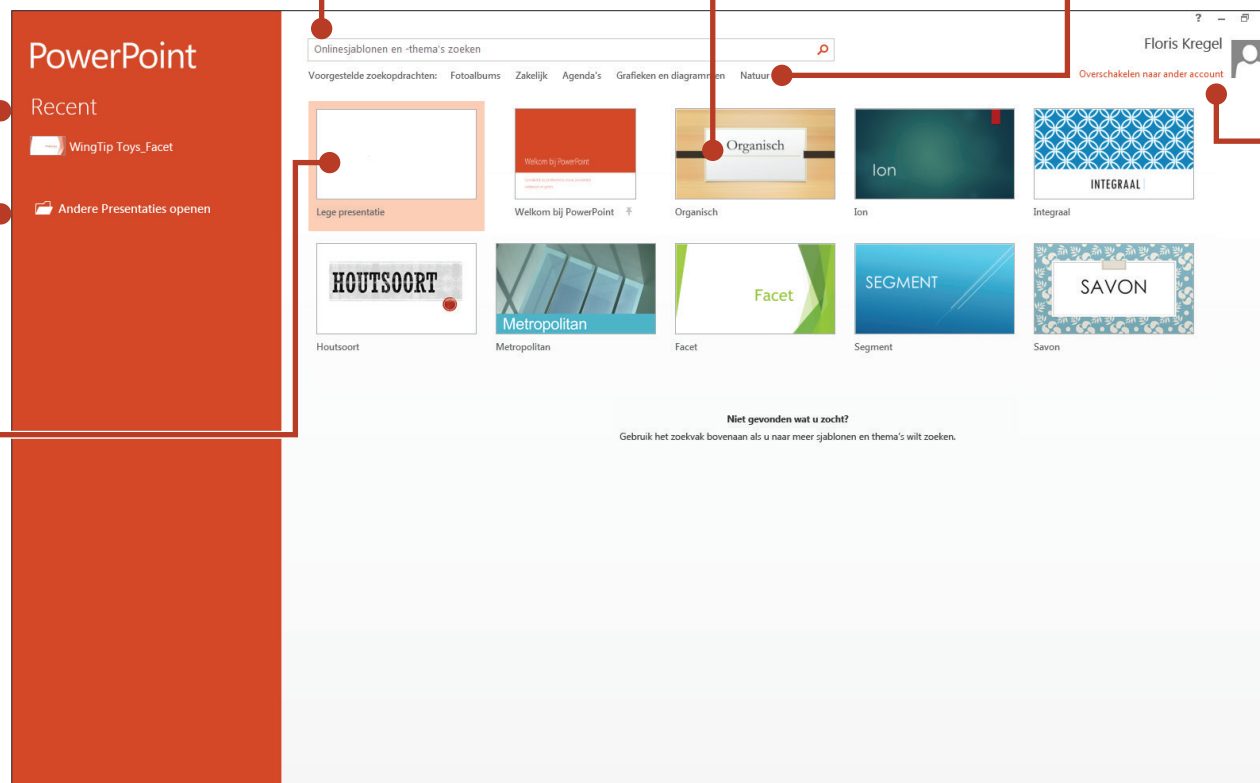 PowerPoint
Recent
WingTip Toys_Facet
Andere Presentaties openen
?
Floris Kregel
Overschakelen naar ander account
Onlinesjablonen en -thema's zoeken
Voorgestelde zoekopdrachten: Fotoalbums Zakelijk Agenda's Grafieken en diagrammen Natuur
Lege presentatie
Welkom bij PowerPoint
Welkom bij PowerPoint
Organisch
Organisch
Ion
Ion
INTEGRAAL
Integraal
HOUTSOORT
Houtsoort
Metropolitan
Metropolitan
Facet
Facet
SEGMENT
Segment
SAVON
Savon
Niet gevonden wat u zocht?
Gebruik het zoekvak bovenaan als u naar meer sjablonen en thema's wilt zoeken.